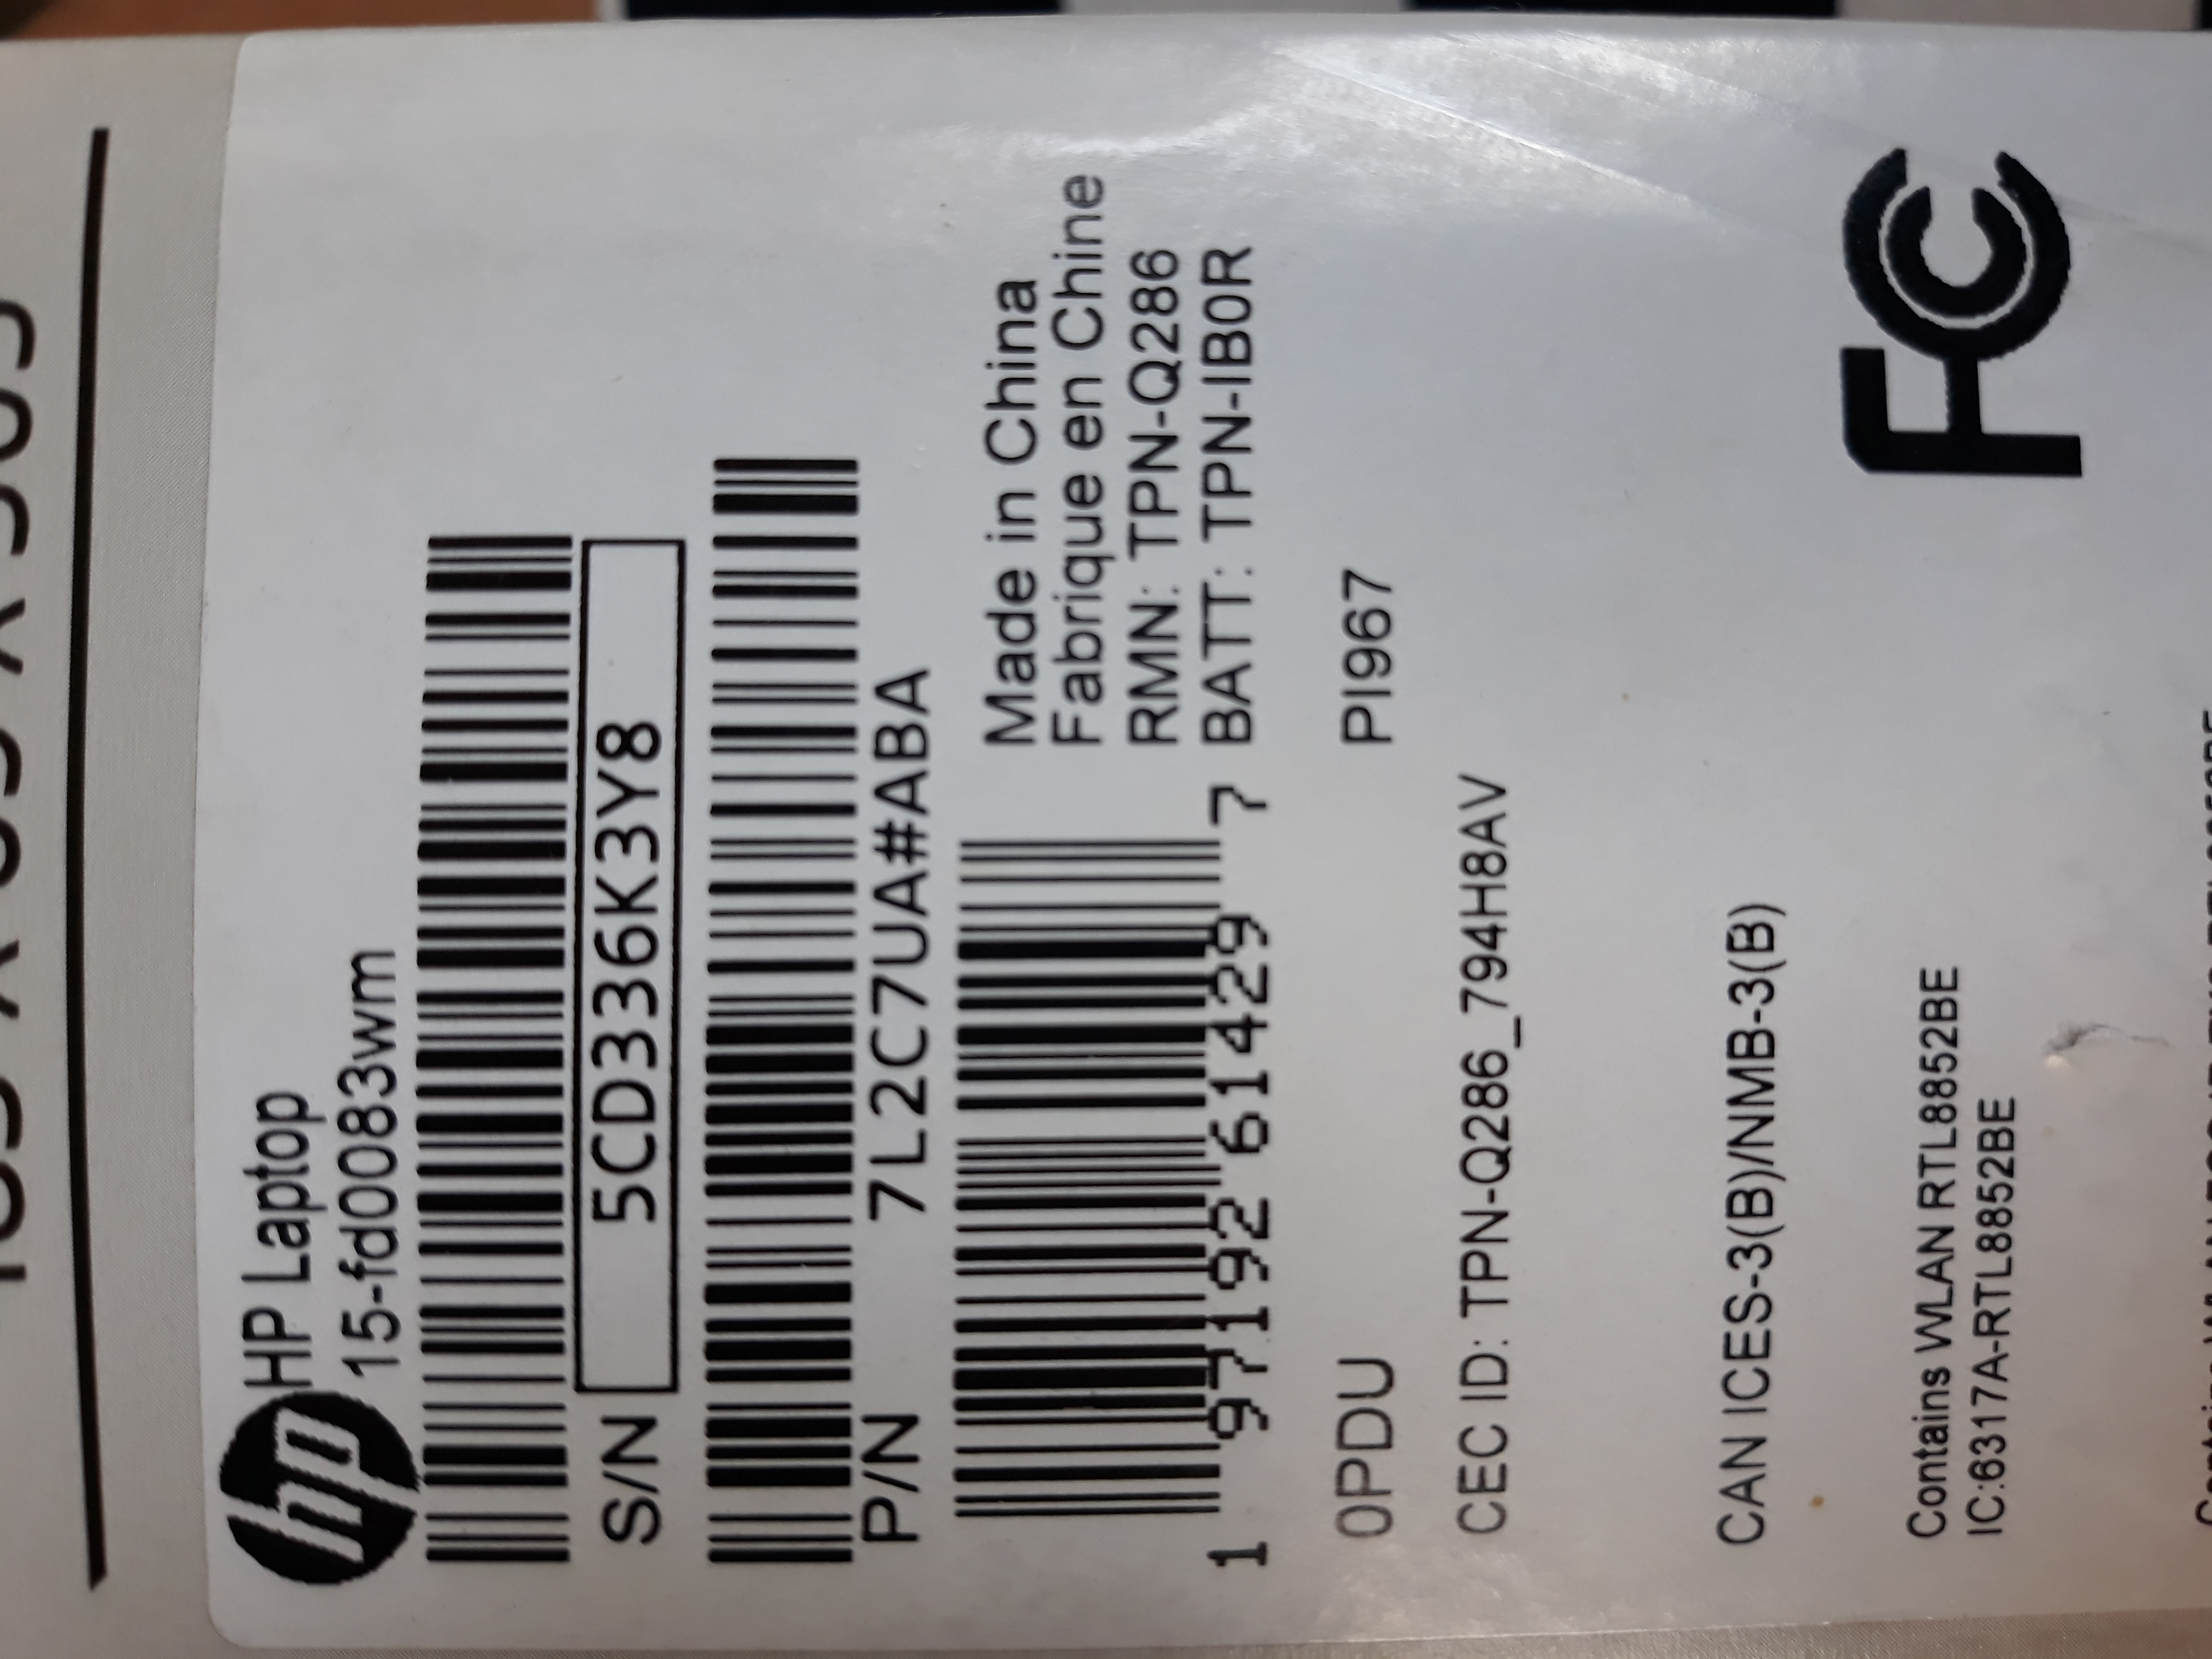 hp
HP Laptop
15-fd0083wm
S/N 5CD336K3Y8
P/N 7L2C7UA#ABA
Made in China
Fabrique en Chine
RMN: TPN-Q286
BATT: TPN-IB0R
1 97192 61429 7
0PDU PI967
CEC ID: TPN-Q286_794H8AV
CAN ICES-3(B)/NMB-3(B)
FC
Contains WLAN RTL8852BE
IC:6317A-RTL8852BE